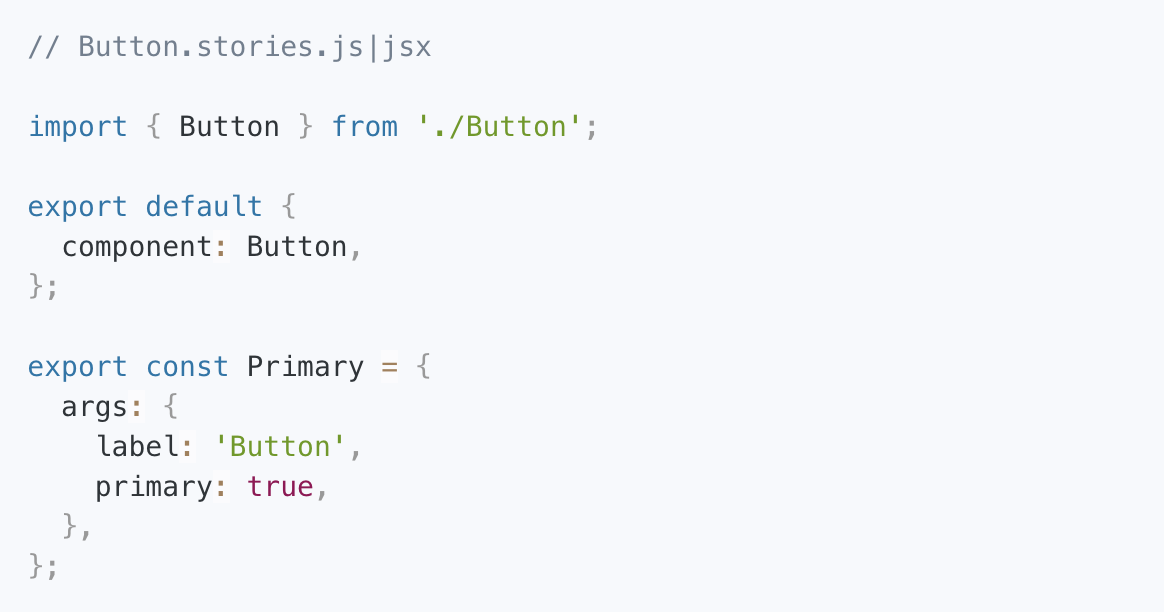 // Button.stories.js|jsx

import { Button } from './Button';

export default {
  component: Button,
};

export const Primary = {
  args: {
    label: 'Button',
    primary: true,
  },
};